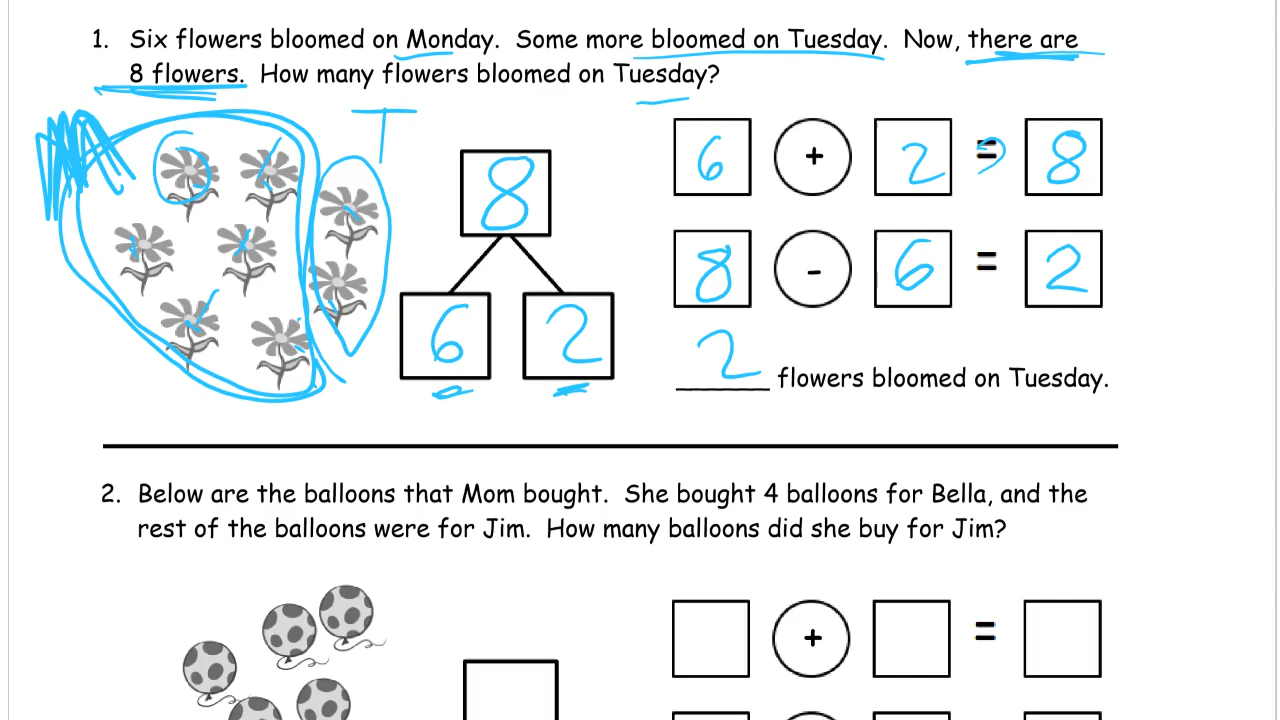 1. Six flowers bloomed on Monday. Some more bloomed on Tuesday. Now, there are
8 flowers. How many flowers bloomed on Tuesday?
T
8
6 2
6 + 2 = 8
8 - 6 = 2
2 flowers bloomed on Tuesday.
2. Below are the balloons that Mom bought. She bought 4 balloons for Bella, and the
rest of the balloons were for Jim. How many balloons did she buy for Jim?
+ =